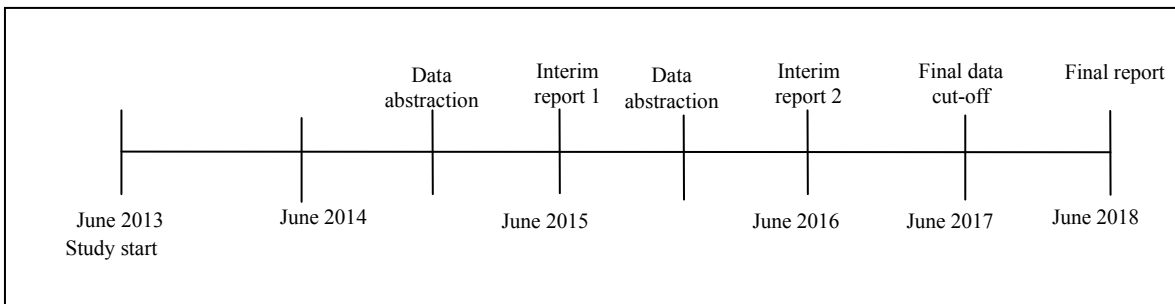 Data
abstraction
Interim
report 1
Data
abstraction
Interim
report 2
Final data
cut-off
Final report
June 2013
Study start
June 2014
June 2015
June 2016
June 2017
June 2018